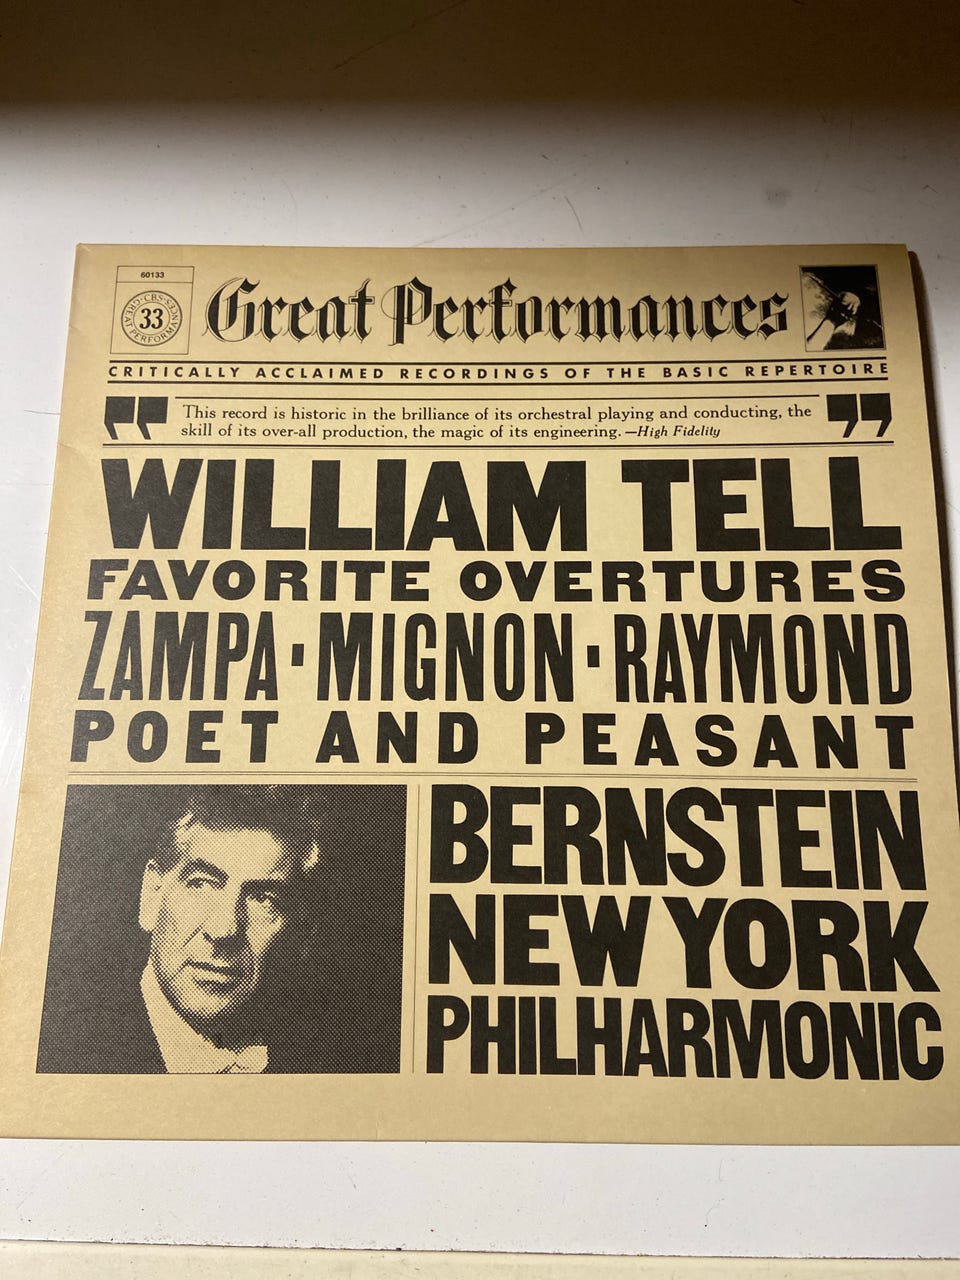 60133
·CBS·
GREAT PERFORMANCES
33
Great Performances
CRITICALLY ACCLAIMED RECORDINGS OF THE BASIC REPERTOIRE
" This record is historic in the brilliance of its orchestral playing and conducting, the "
skill of its over-all production, the magic of its engineering. —High Fidelity
WILLIAM TELL
FAVORITE OVERTURES
ZAMPA · MIGNON · RAYMOND
POET AND PEASANT
BERNSTEIN
NEW YORK
PHILHARMONIC